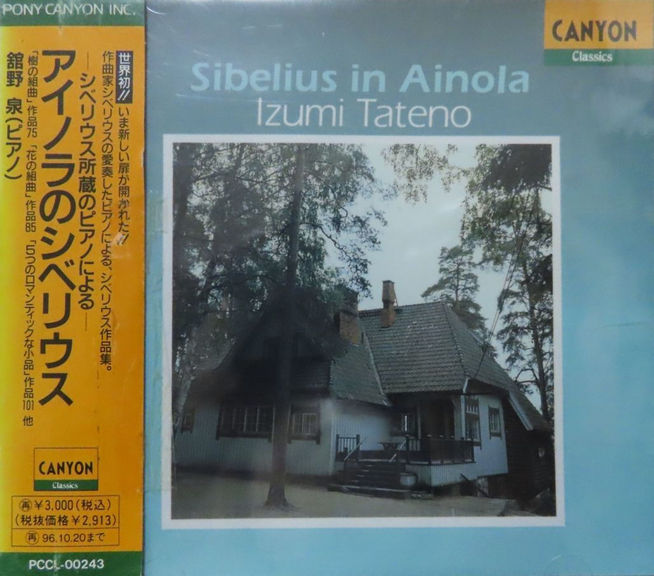 PONY CANYON INC.
世界初!! いま新しい扉が開かれた!!
作曲家シベリウスの愛奏したピアノによる、シベリウス作品集。
―シベリウス所蔵のピアノによる―
アイノラのシベリウス
「樹の組曲」作品75 「花の組曲」作品85 「5つのロマンティックな小品」作品101 他
舘野 泉(ピアノ)
CANYON
Classics
再¥3,000(税込)
(税抜価格¥2,913)
再96.10.20まで
PCCL-00243
CANYON
Classics
Sibelius in Ainola
Izumi Tateno